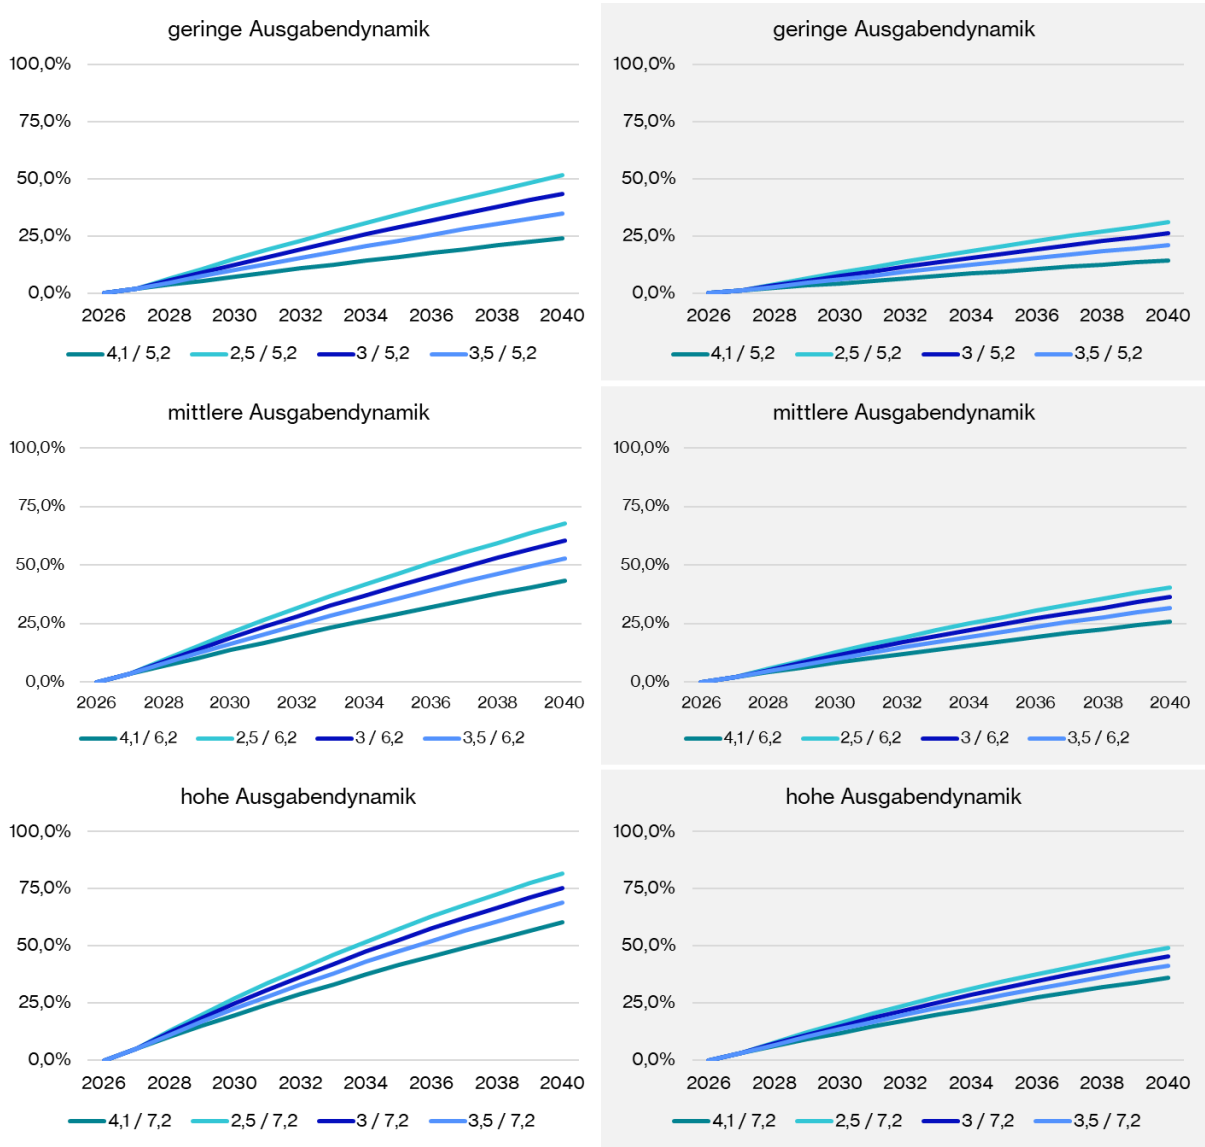 geringe Ausgabendynamik
100,0%
75,0%
50,0%
25,0%
0,0%
2026 2028 2030 2032 2034 2036 2038 2040
4,1 / 5,2 2,5 / 5,2 3 / 5,2 3,5 / 5,2
geringe Ausgabendynamik
100,0%
75,0%
50,0%
25,0%
0,0%
2026 2028 2030 2032 2034 2036 2038 2040
4,1 / 5,2 2,5 / 5,2 3 / 5,2 3,5 / 5,2
mittlere Ausgabendynamik
100,0%
75,0%
50,0%
25,0%
0,0%
2026 2028 2030 2032 2034 2036 2038 2040
4,1 / 6,2 2,5 / 6,2 3 / 6,2 3,5 / 6,2
mittlere Ausgabendynamik
100,0%
75,0%
50,0%
25,0%
0,0%
2026 2028 2030 2032 2034 2036 2038 2040
4,1 / 6,2 2,5 / 6,2 3 / 6,2 3,5 / 6,2
hohe Ausgabendynamik
100,0%
75,0%
50,0%
25,0%
0,0%
2026 2028 2030 2032 2034 2036 2038 2040
4,1 / 7,2 2,5 / 7,2 3 / 7,2 3,5 / 7,2
hohe Ausgabendynamik
100,0%
75,0%
50,0%
25,0%
0,0%
2026 2028 2030 2032 2034 2036 2038 2040
4,1 / 7,2 2,5 / 7,2 3 / 7,2 3,5 / 7,2